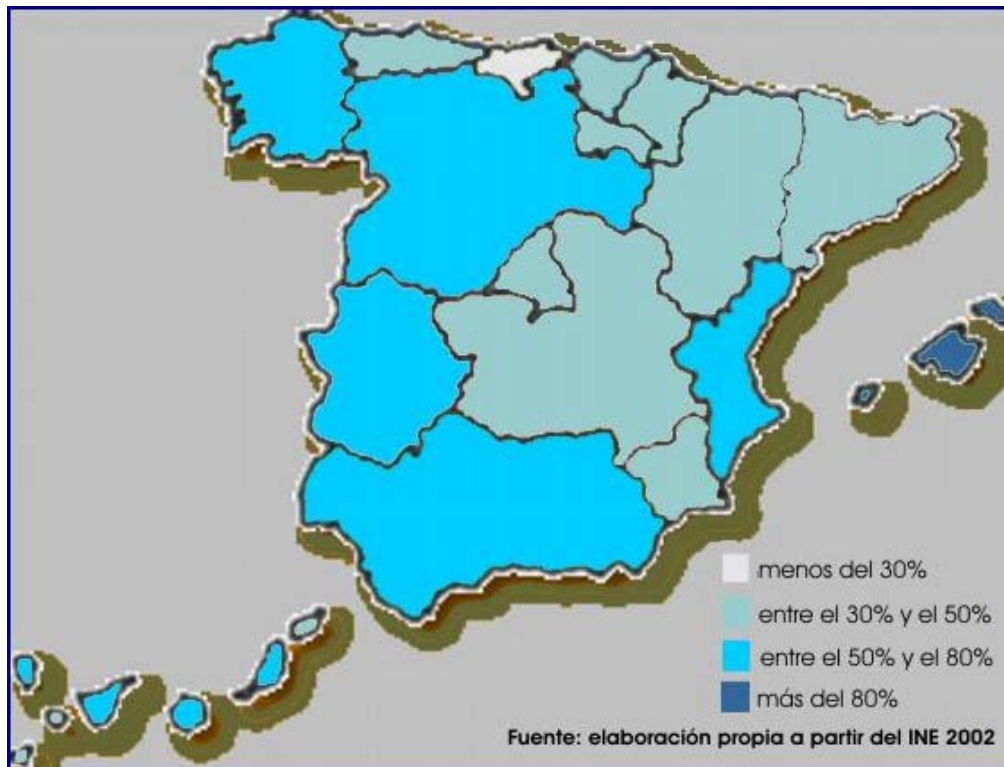 menos del 30%
entre el 30% y el 50%
entre el 50% y el 80%
más del 80%
Fuente: elaboración propia a partir del INE 2002